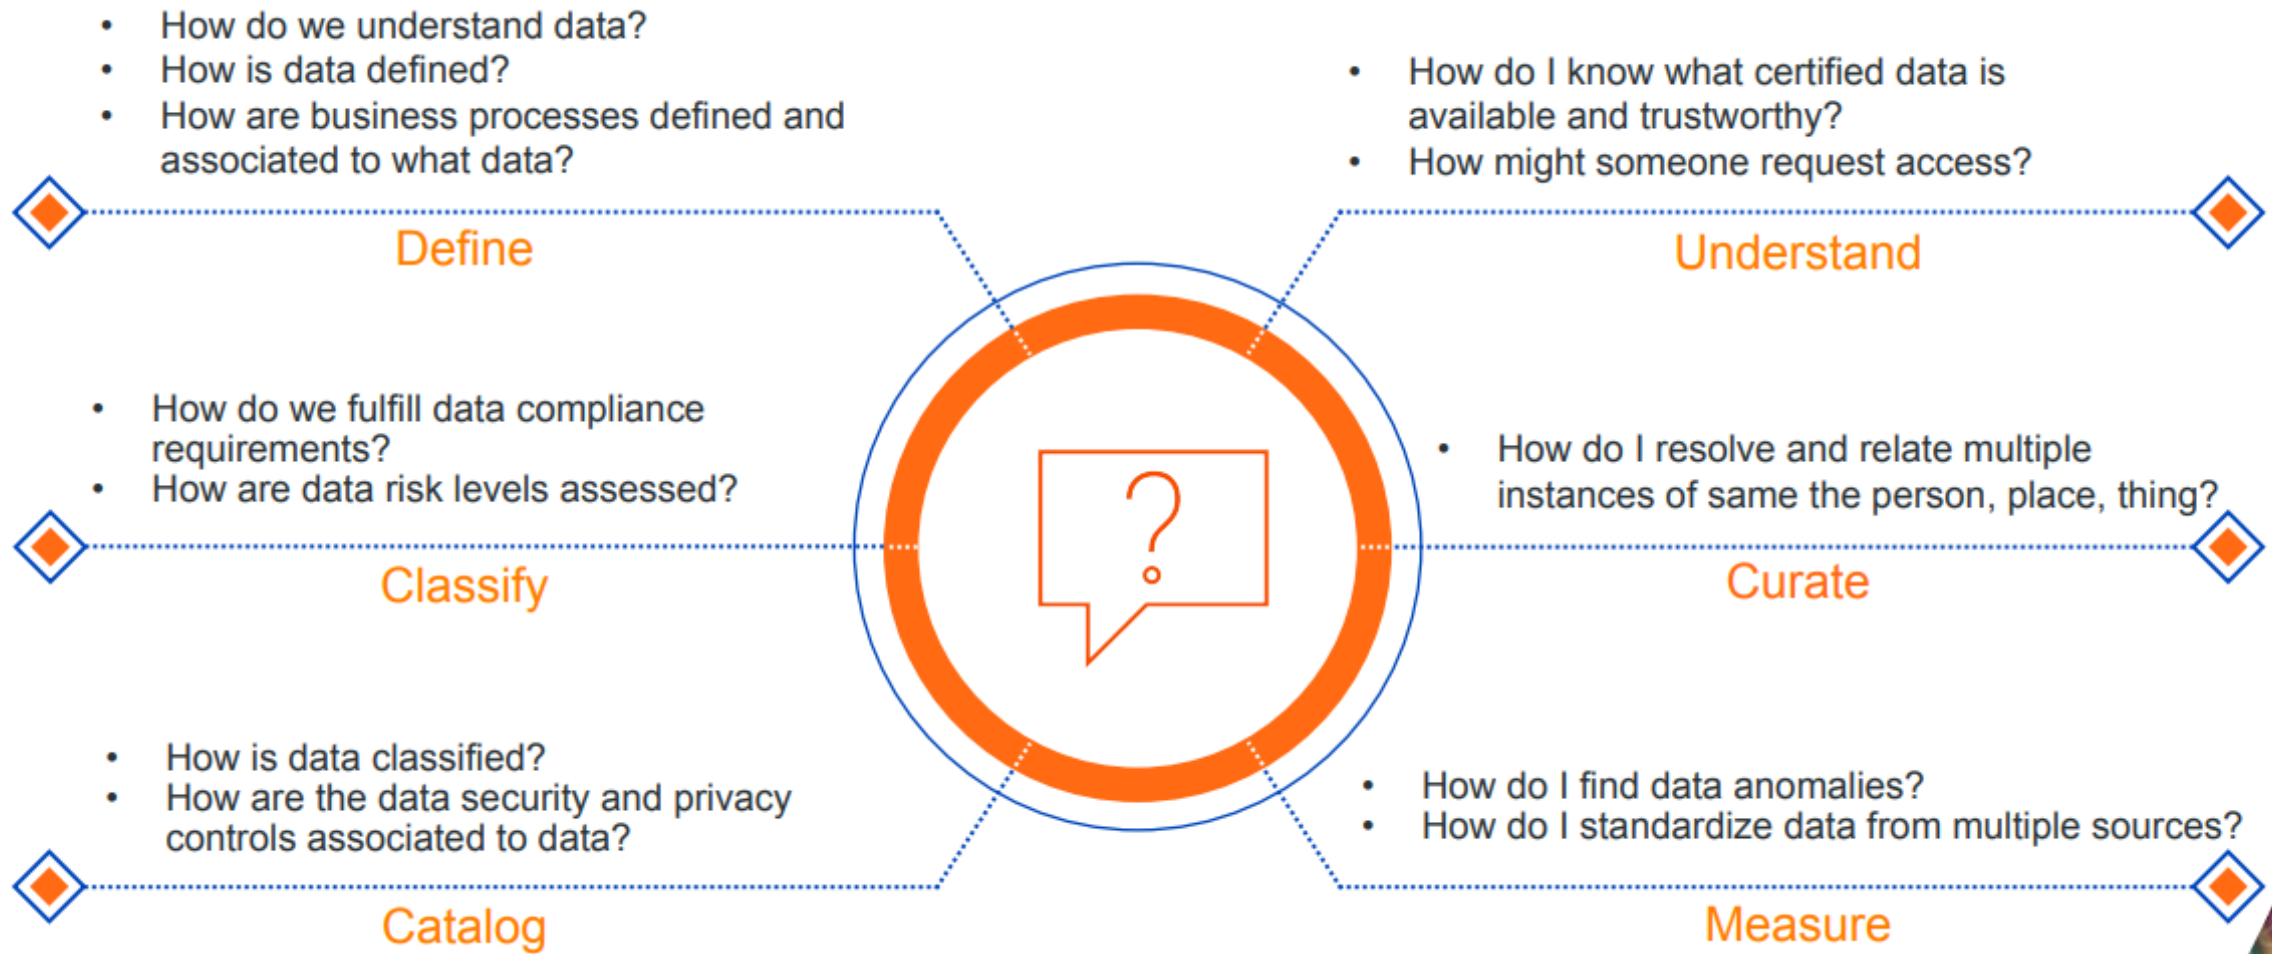 • How do we understand data?
• How is data defined?
• How are business processes defined and
associated to what data?
Define
• How do I know what certified data is
available and trustworthy?
• How might someone request access?
Understand
• How do we fulfill data compliance
requirements?
• How are data risk levels assessed?
Classify
?
• How do I resolve and relate multiple
instances of same the person, place, thing?
Curate
• How is data classified?
• How are the data security and privacy
controls associated to data?
Catalog
• How do I find data anomalies?
• How do I standardize data from multiple sources?
Measure